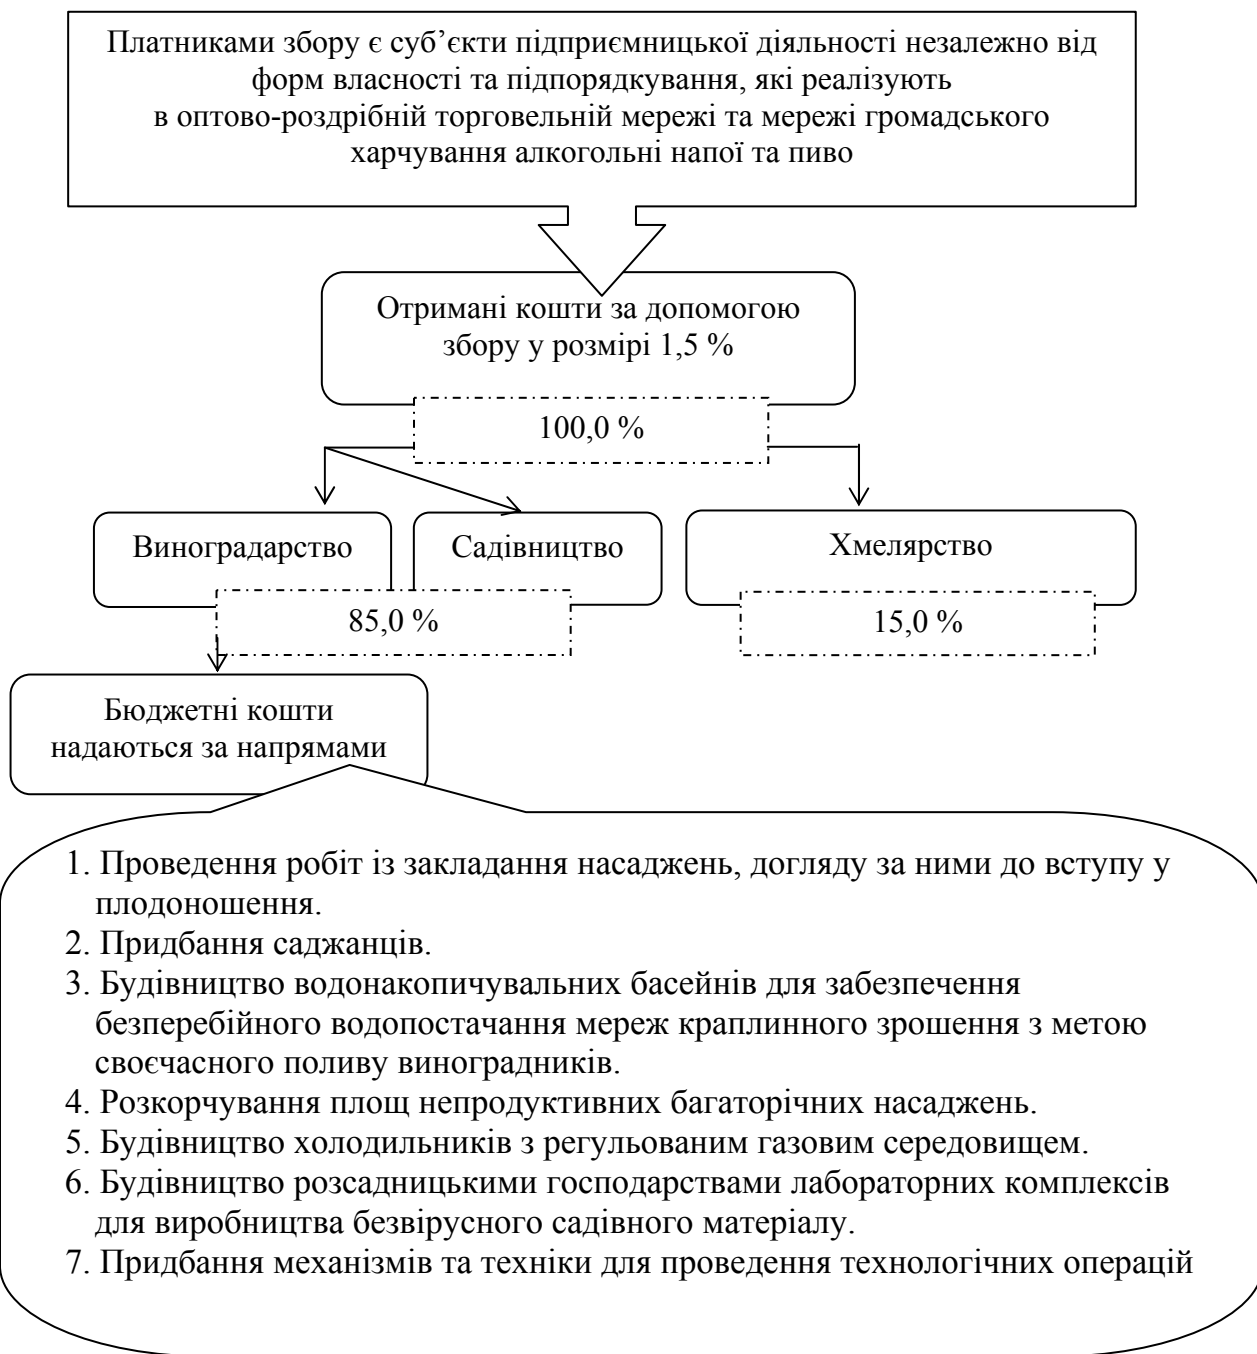 Платниками збору є суб’єкти підприємницької діяльності незалежно від
форм власності та підпорядкування, які реалізують
в оптово-роздрібній торговельній мережі та мережі громадського
харчування алкогольні напої та пиво
Отримані кошти за допомогою
збору у розмірі 1,5 %
100,0 %
Виноградарство
Садівництво
Хмелярство
85,0 %
15,0 %
Бюджетні кошти
надаються за напрямами
1. Проведення робіт із закладання насаджень, догляду за ними до вступу у
плодоношення.
2. Придбання саджанців.
3. Будівництво водонакопичувальних басейнів для забезпечення
безперебійного водопостачання мереж краплинного зрошення з метою
своєчасного поливу виноградників.
4. Розкорчування площ непродуктивних багаторічних насаджень.
5. Будівництво холодильників з регульованим газовим середовищем.
6. Будівництво розсадницькими господарствами лабораторних комплексів
для виробництва безвірусного садівного матеріалу.
7. Придбання механізмів та техніки для проведення технологічних операцій